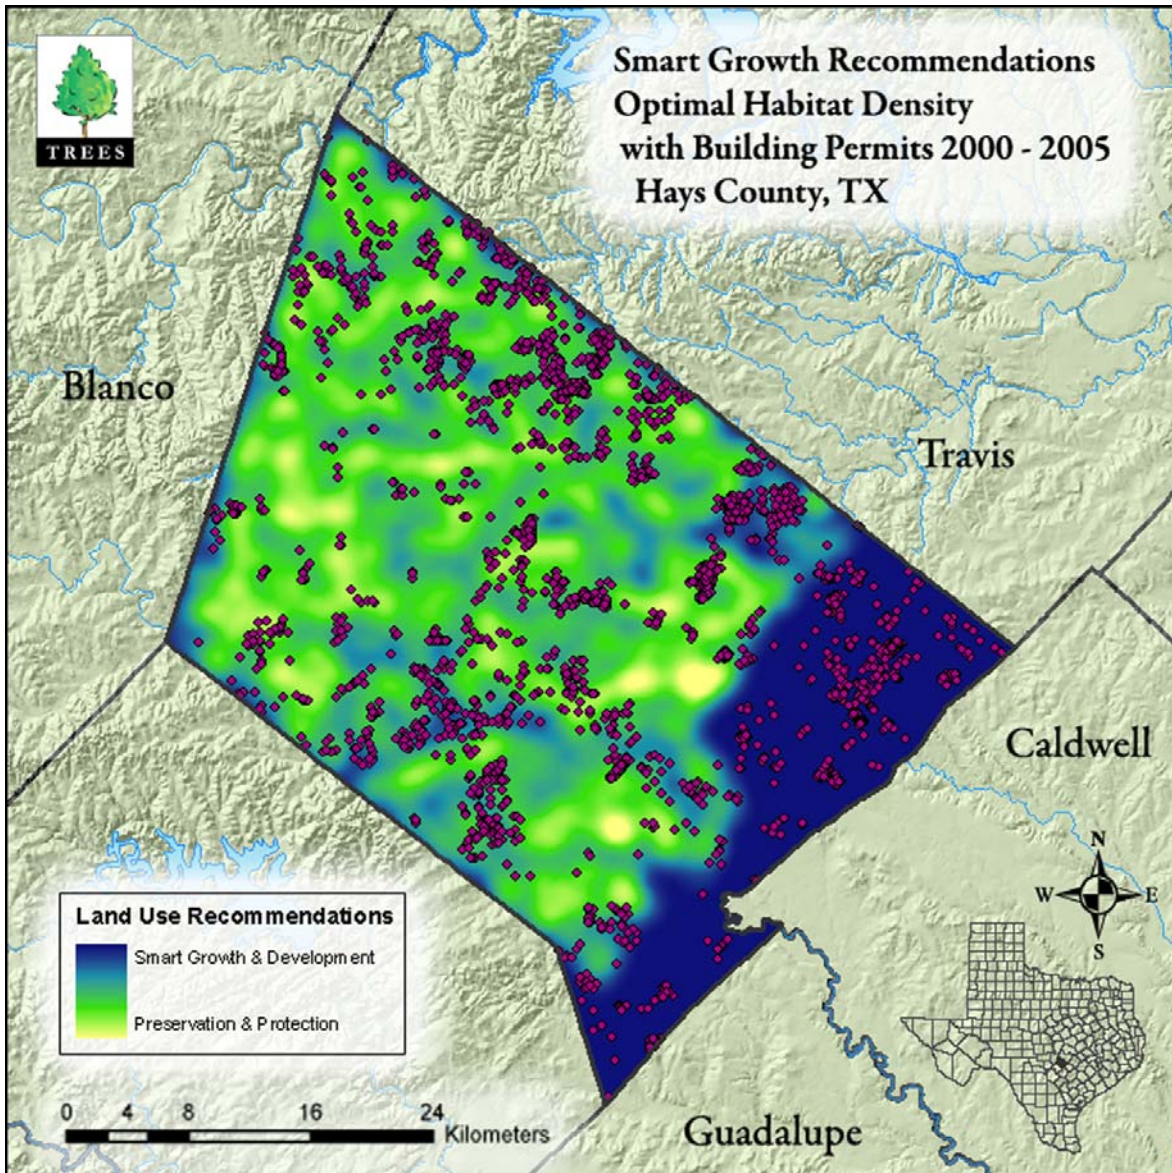 TREES
Smart Growth Recommendations
Optimal Habitat Density
with Building Permits 2000 - 2005
Hays County, TX
Blanco
Travis
Caldwell
N
W
E
S
Land Use Recommendations
Smart Growth & Development
Preservation & Protection
0 4 8 16 24
Kilometers
Guadalupe